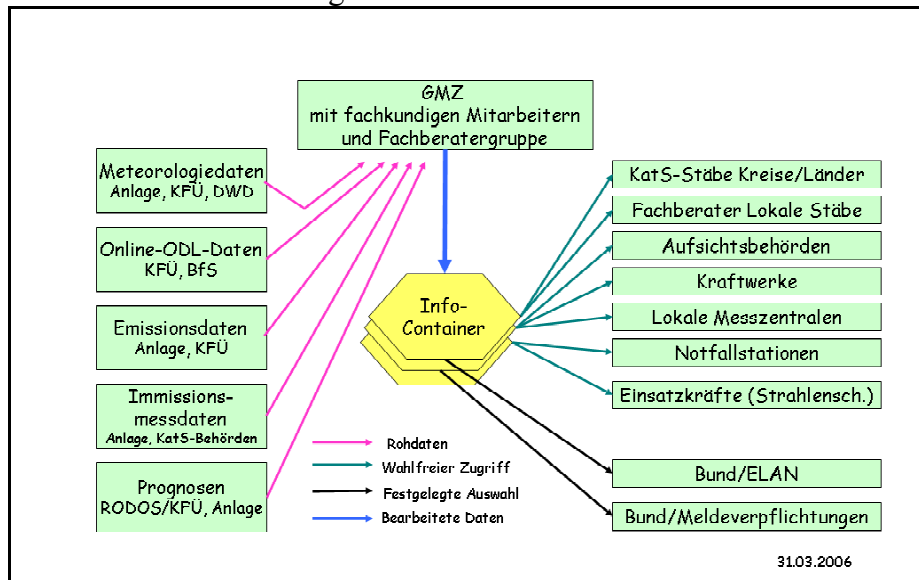 GMZ
mit fachkundigen Mitarbeitern
und Fachberatergruppe
Meteorologiedaten
Anlage, KFÜ, DWD
Online-ODL-Daten
KFÜ, BfS
Emissionsdaten
Anlage, KFÜ
Immissions-
messdaten
Anlage, KatS-Behörden
Prognosen
RODOS/KFÜ, Anlage
Info-
Container
KatS-Stäbe Kreise/Länder
Fachberater Lokale Stäbe
Aufsichtsbehörden
Kraftwerke
Lokale Messzentralen
Notfallstationen
Einsatzkräfte (Strahlensch.)
Bund/ELAN
Bund/Meldeverpflichtungen
Rohdaten
Wahlfreier Zugriff
Festgelegte Auswahl
Bearbeitete Daten
31.03.2006